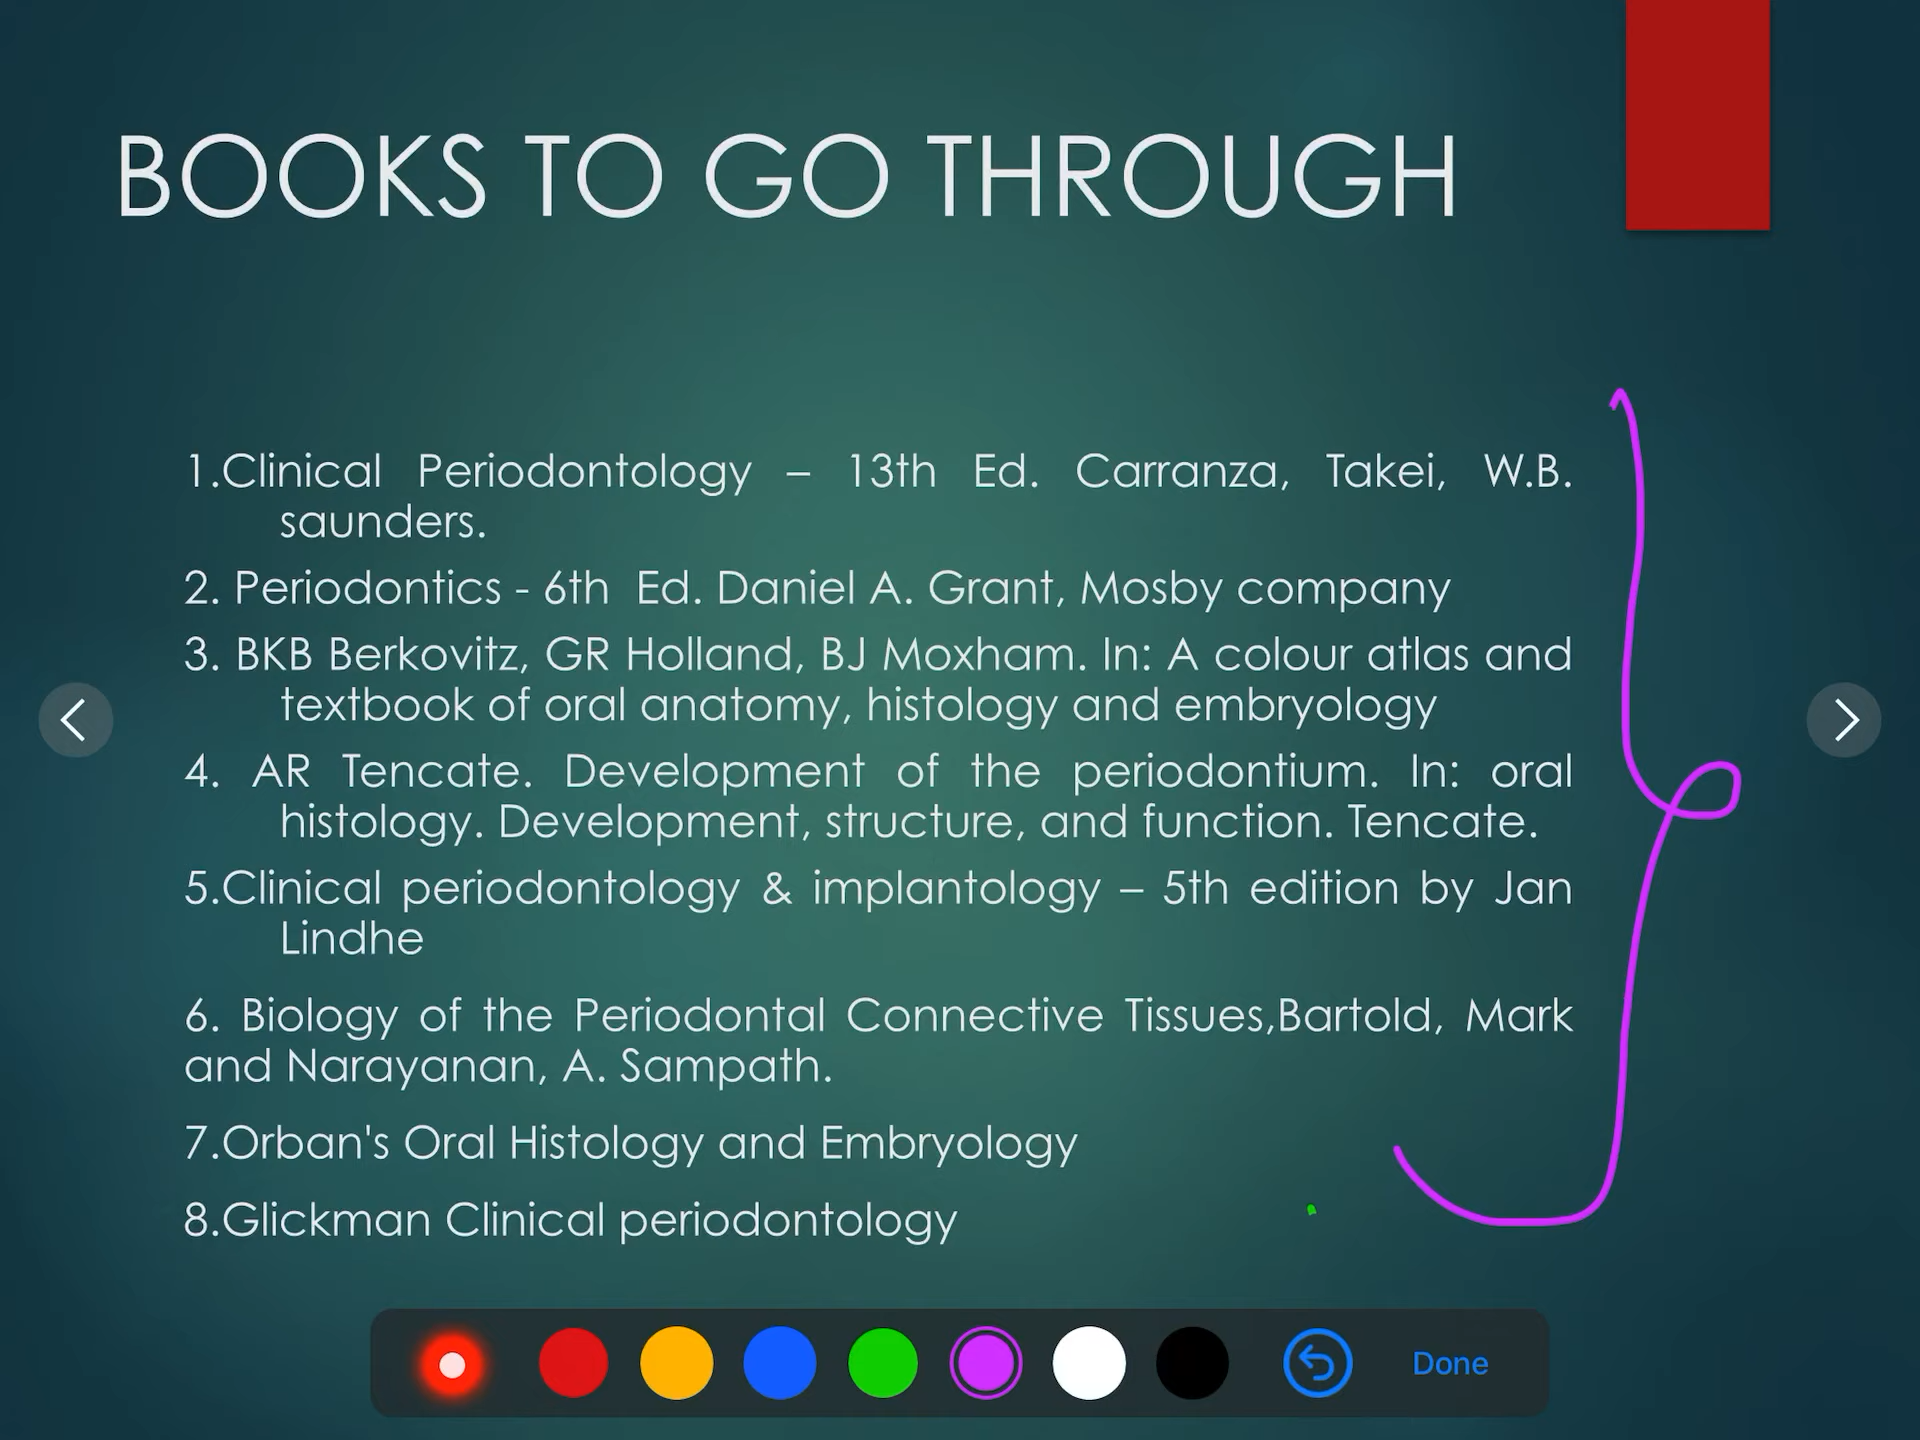 BOOKS TO GO THROUGH
1.Clinical Periodontology – 13th Ed. Carranza, Takei, W.B.
saunders.
2. Periodontics - 6th Ed. Daniel A. Grant, Mosby company
3. BKB Berkovitz, GR Holland, BJ Moxham. In: A colour atlas and
textbook of oral anatomy, histology and embryology
4. AR Tencate. Development of the periodontium. In: oral
histology. Development, structure, and function. Tencate.
5.Clinical periodontology & implantology – 5th edition by Jan
Lindhe
6. Biology of the Periodontal Connective Tissues,Bartold, Mark
and Narayanan, A. Sampath.
7.Orban's Oral Histology and Embryology
8.Glickman Clinical periodontology
Done